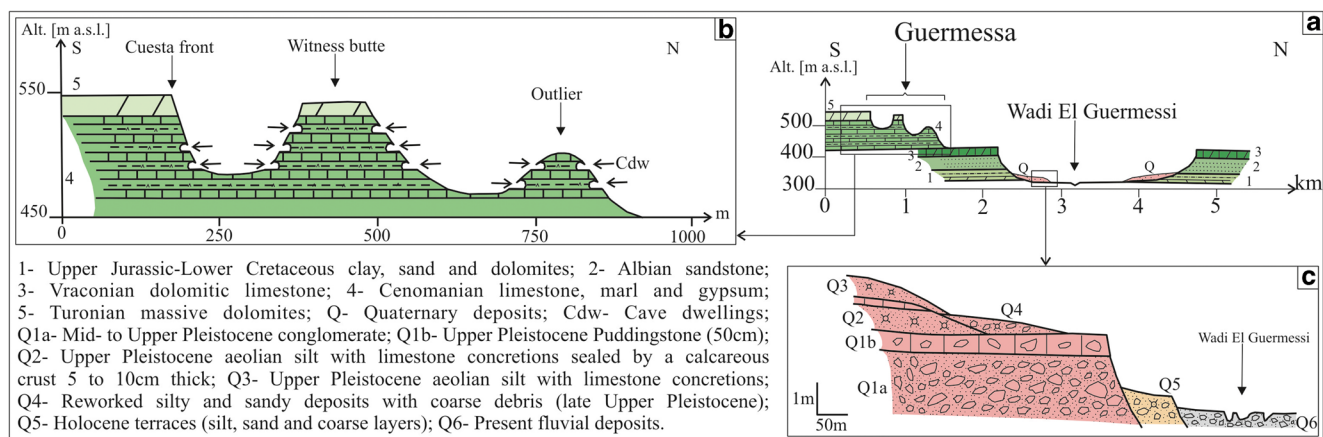 Alt. [m a.s.l.]
b
S
Cuesta front
Witness butte
N
5
550
Outlier
Cdw
4
450
m
0
250
500
750
1000
a
Guermessa
S
N
Alt. [m a.s.l.]
Wadi El Guermessi
5
500
4
400
3
3
2
Q
Q
2
1
1
300
km
0
1
2
3
4
5
1- Upper Jurassic-Lower Cretaceous clay, sand and dolomites; 2- Albian sandstone;
3- Vraconian dolomitic limestone; 4- Cenomanian limestone, marl and gypsum;
5- Turonian massive dolomites; Q- Quaternary deposits; Cdw- Cave dwellings;
Q1a- Mid- to Upper Pleistocene conglomerate; Q1b- Upper Pleistocene Puddingstone (50cm);
Q2- Upper Pleistocene aeolian silt with limestone concretions sealed by a calcareous
crust 5 to 10cm thick; Q3- Upper Pleistocene aeolian silt with limestone concretions;
Q4- Reworked silty and sandy deposits with coarse debris (late Upper Pleistocene);
Q5- Holocene terraces (silt, sand and coarse layers); Q6- Present fluvial deposits.
c
Q3
Q4
Q2
Q1b
Wadi El Guermessi
Q1a
Q5
1m
50m
Q6